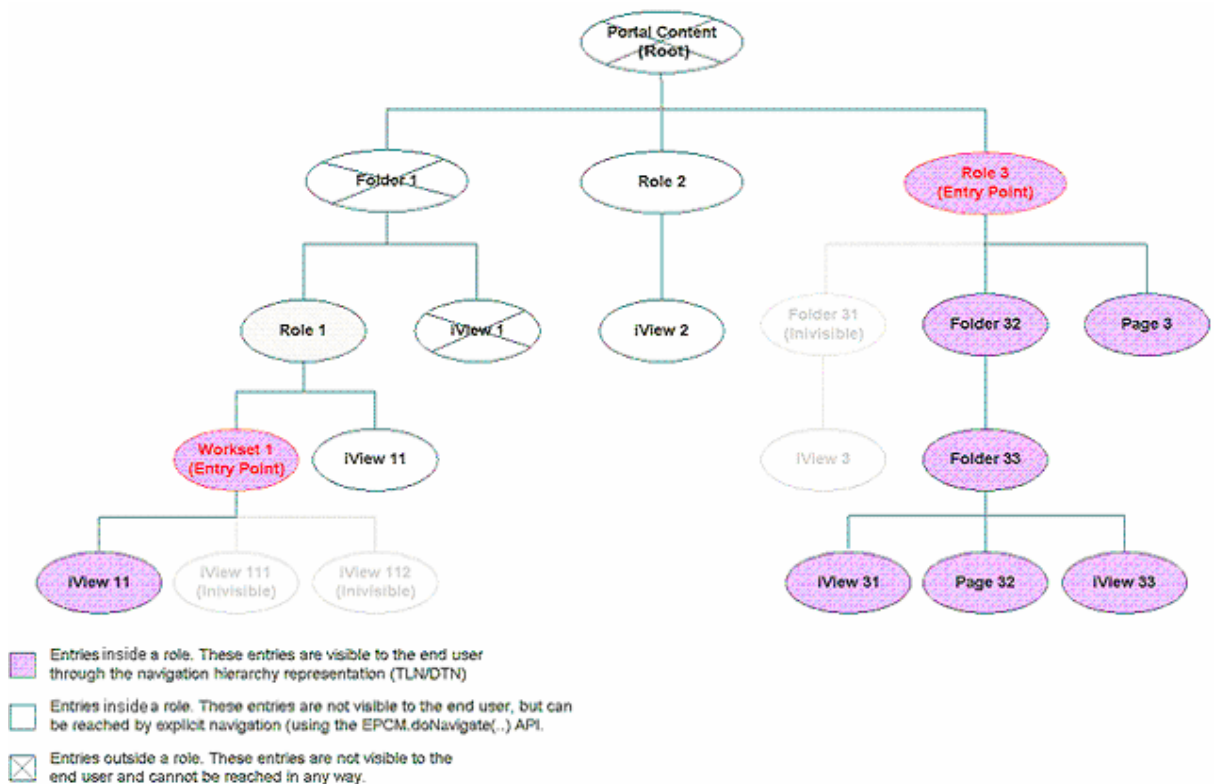 Portal Content
(Root)
Folder 1
Role 2
Role 3
(Entry Point)
Role 1
iView 1
iView 2
Folder 31
(Inivisible)
Folder 32
Page 3
Workset 1
(Entry Point)
iView 11
iView 3
Folder 33
iView 11
iView 111
(Inivisible)
iView 112
(Inivisible)
iView 31
Page 32
iView 33
Entries inside a role. These entries are visible to the end user
through the navigation hierarchy representation (TLN/DTN)
Entries inside a role. These entries are not visible to the end user, but can
be reached by explicit navigation (using the EPCM.doNavigate(..) API.
Entries outside a role. These entries are not visible to the
end user and cannot be reached in any way.